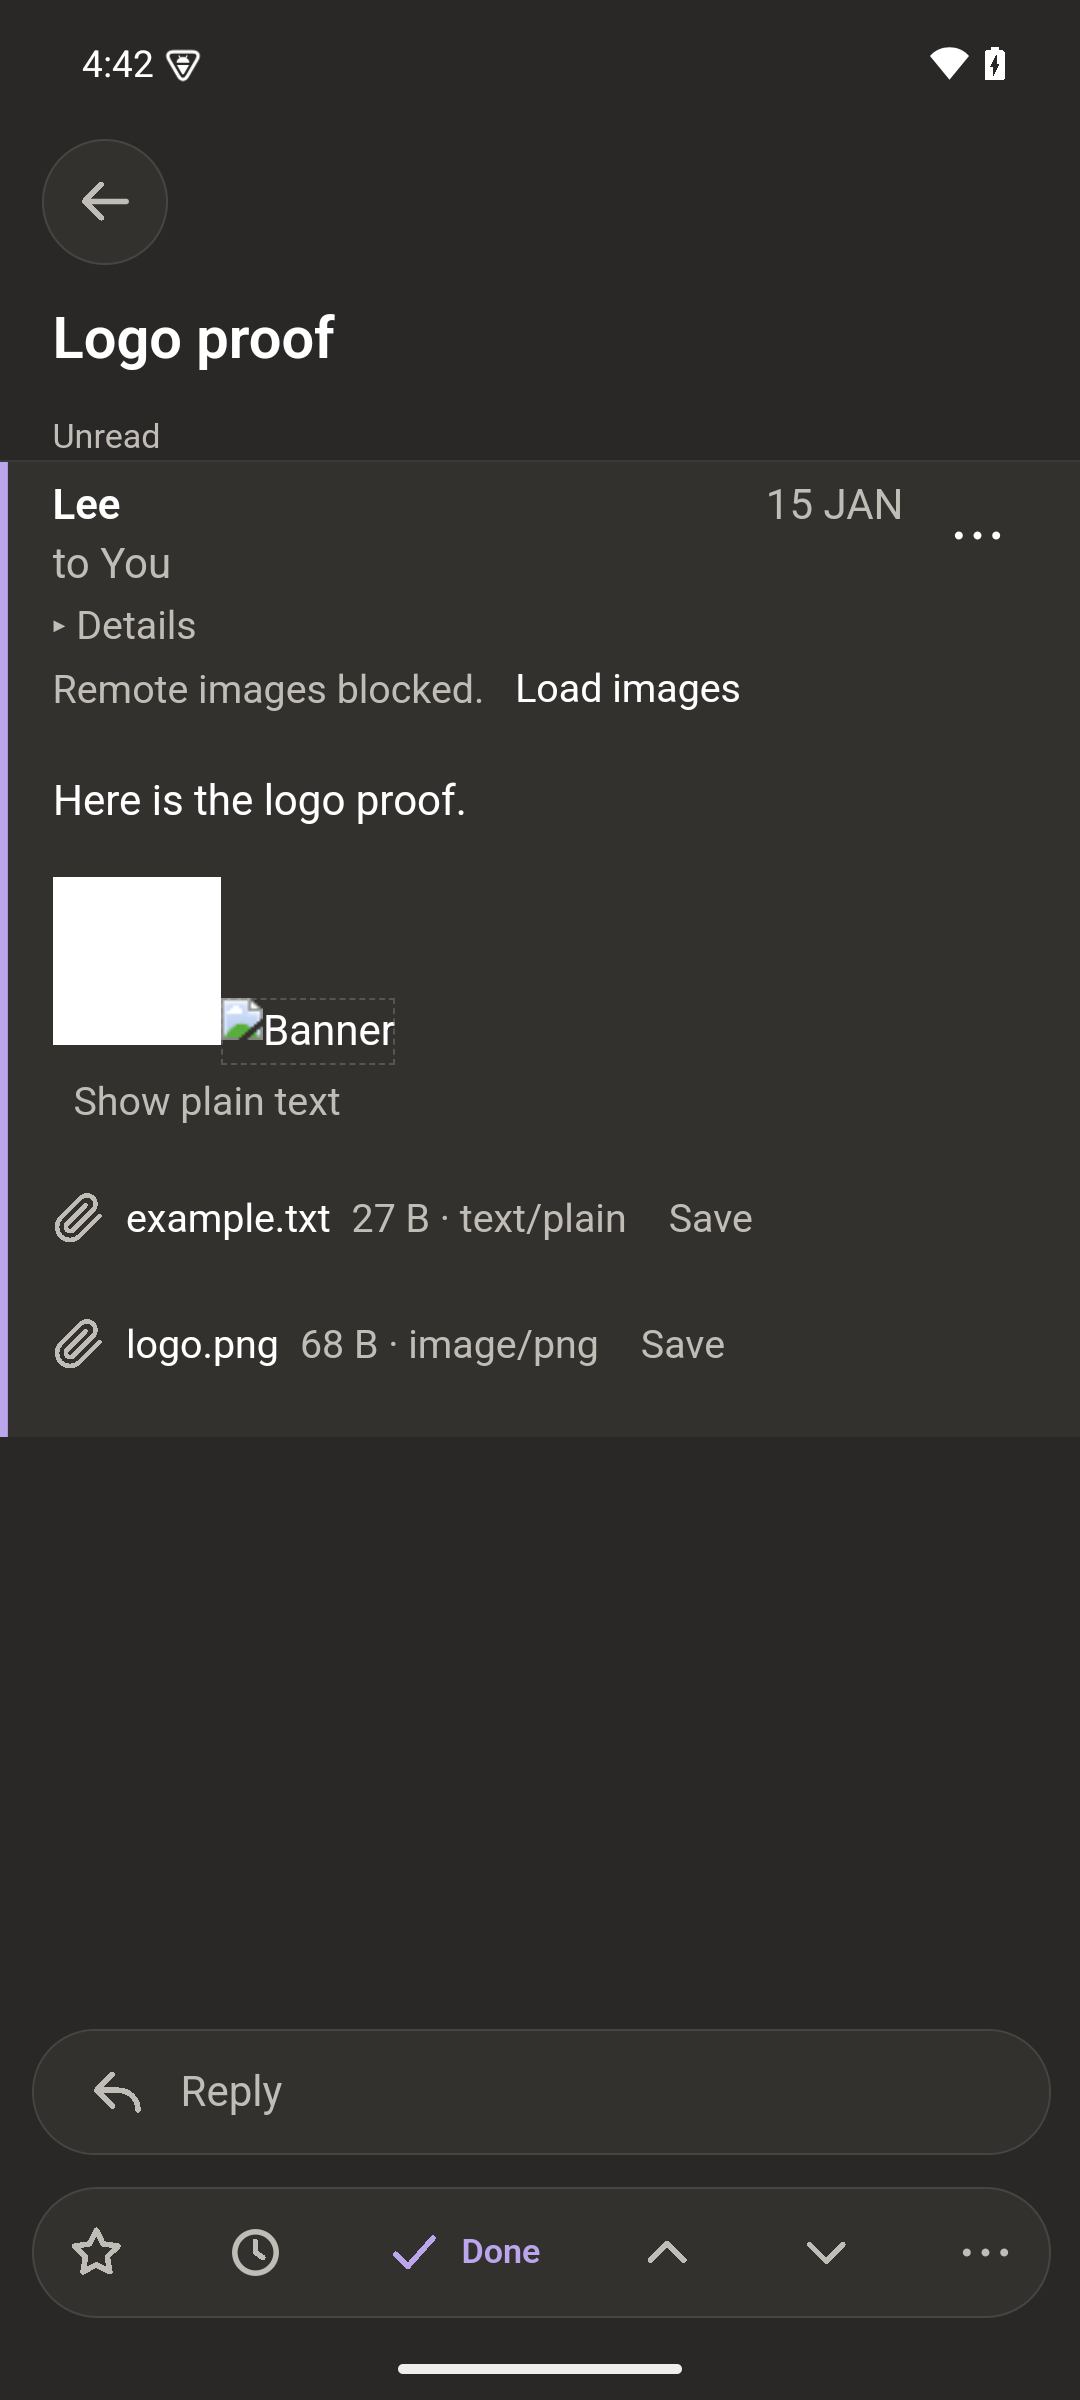 4:42
Logo proof
Unread
Lee 15 JAN
to You
Details
Remote images blocked. Load images
Here is the logo proof.
Banner
Show plain text
example.txt 27 B · text/plain Save
logo.png 68 B · image/png Save
Reply
Done